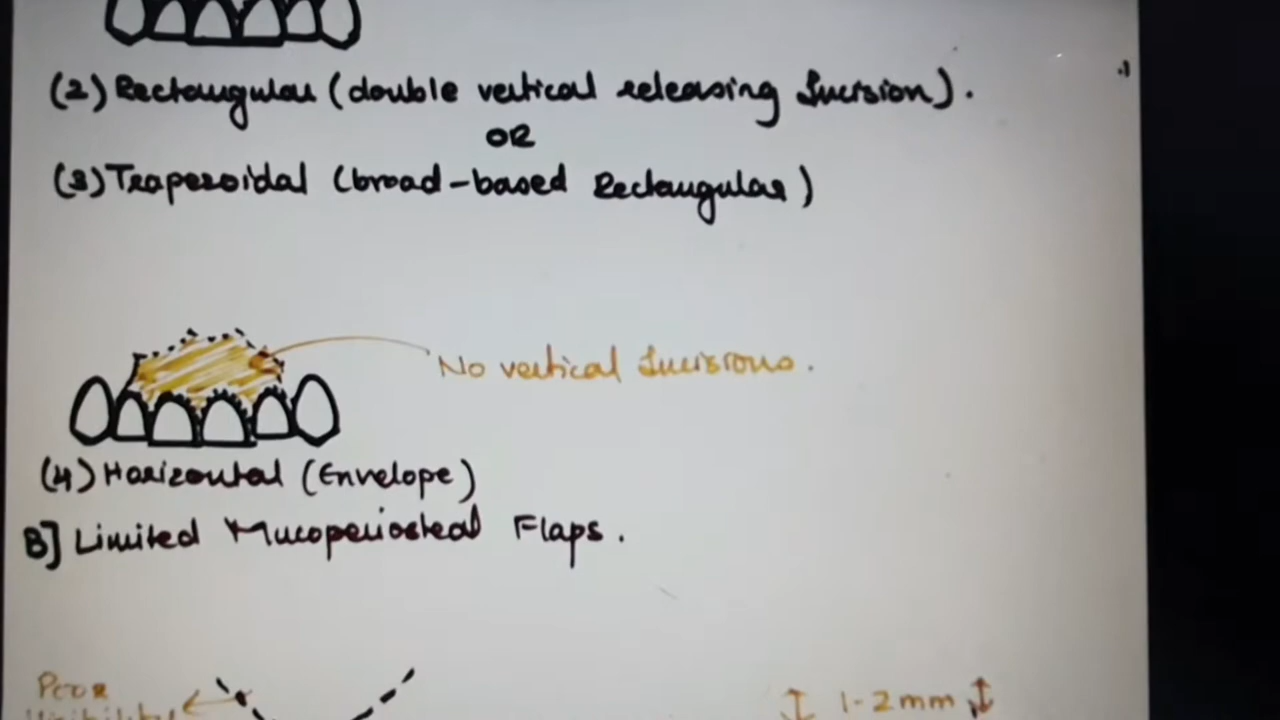 (2) Rectangular (double vertical releasing Incision).
OR
(3) Trapezoidal (broad-based Rectangular)
No vertical Incisions.
(4) Horizontal (Envelope)
B] Limited Mucoperiosteal Flaps.
Poor
1-2mm